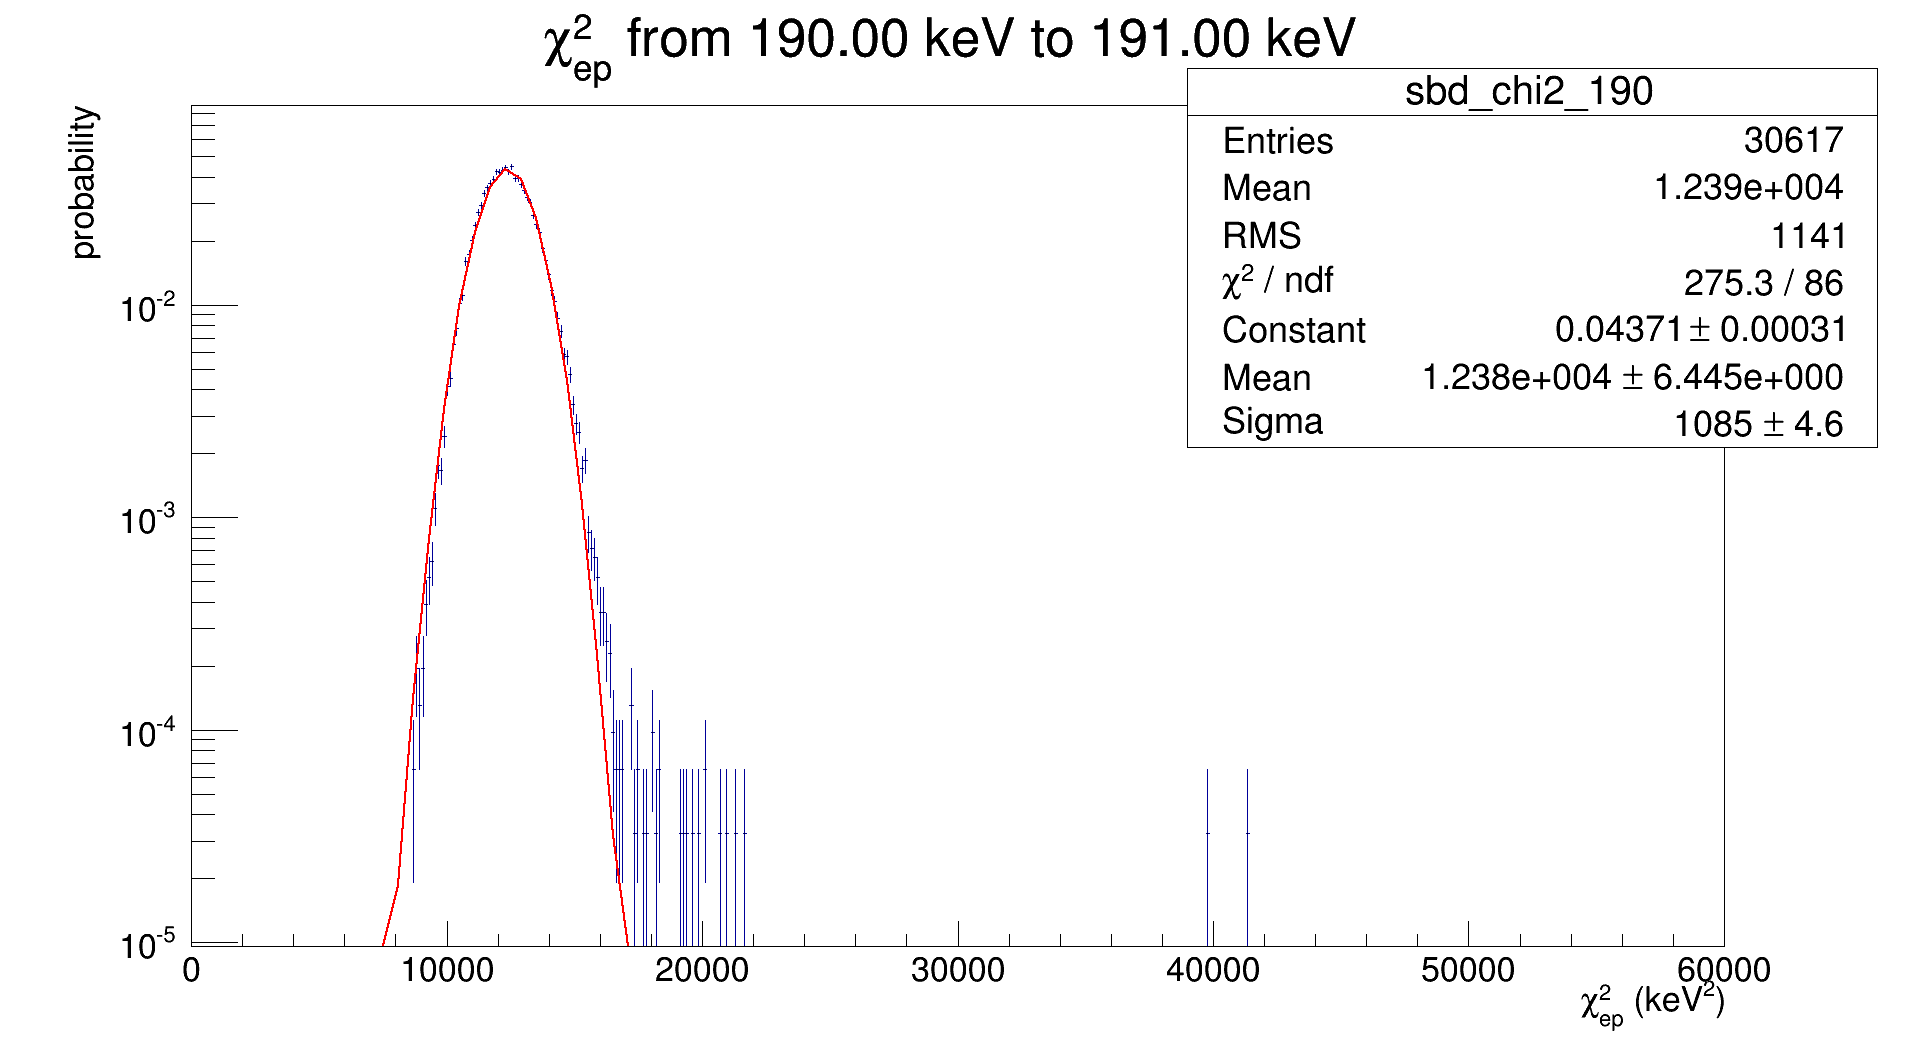 χ²ep from 190.00 keV to 191.00 keV
sbd_chi2_190
Entries 30617
Mean 1.239e+004
RMS 1141
χ² / ndf 275.3 / 86
Constant 0.04371 ± 0.00031
Mean 1.238e+004 ± 6.445e+000
Sigma 1085 ± 4.6
probability
10-2
10-3
10-4
10-5
0 10000 20000 30000 40000 50000 60000
χ²ep (keV²)